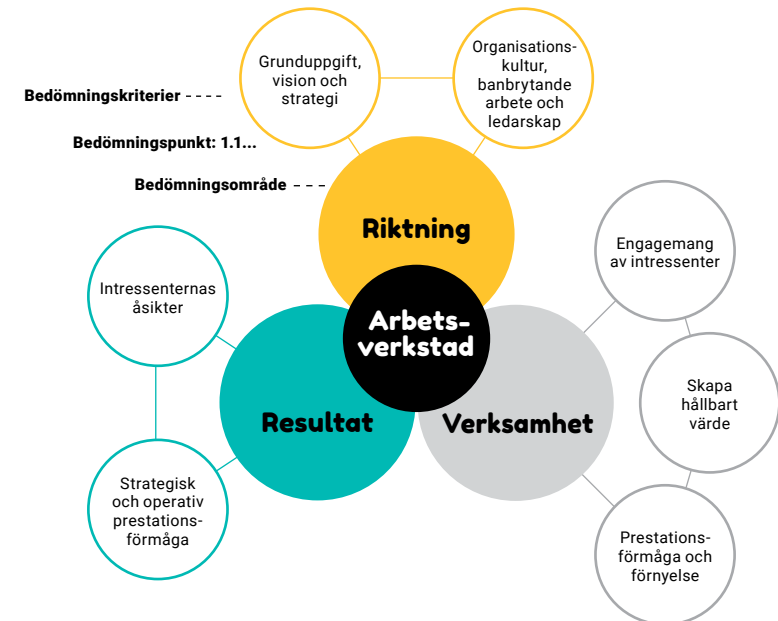 Grunduppgift,
vision och
strategi
Organisations-
kultur,
banbrytande
arbete och
ledarskap
Bedömningskriterier
Bedömningspunkt: 1.1...
Bedömningsområde
Riktning
Engagemang
av intressenter
Intressenternas
åsikter
Arbets-
verkstad
Skapa
hållbart
värde
Resultat
Verksamhet
Strategisk
och operativ
prestations-
förmåga
Prestations-
förmåga och
förnyelse